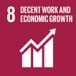 8 DECENT WORK AND
ECONOMIC GROWTH